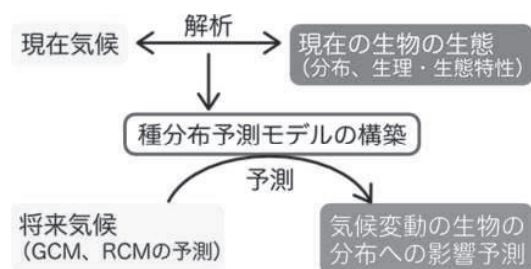 解析
現在気候
現在の生物の生態
(分布、生理・生態特性)
種分布予測モデルの構築
予測
将来気候
(GCM、RCMの予測)
気候変動の生物の
分布への影響予測